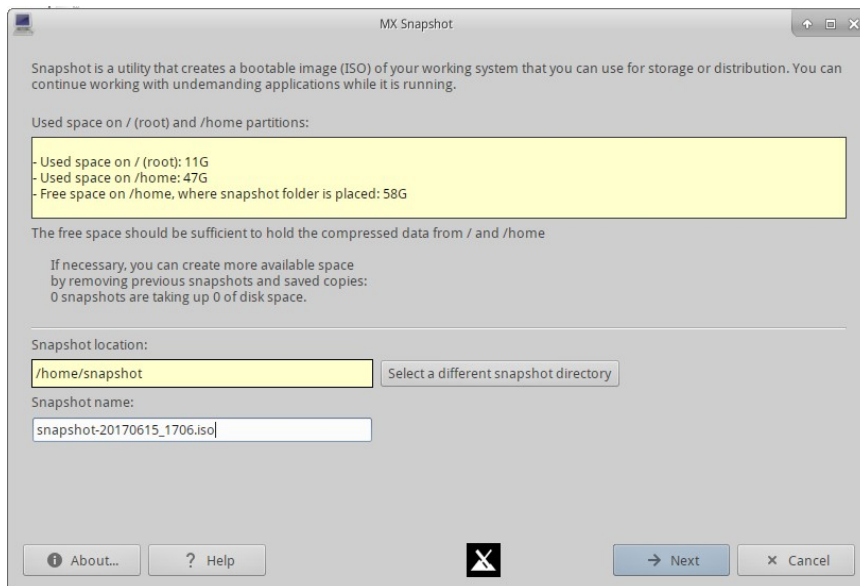 MX Snapshot
Snapshot is a utility that creates a bootable image (ISO) of your working system that you can use for storage or distribution. You can
continue working with undemanding applications while it is running.
Used space on / (root) and /home partitions:
- Used space on / (root): 11G
- Used space on /home: 47G
- Free space on /home, where snapshot folder is placed: 58G
The free space should be sufficient to hold the compressed data from / and /home
If necessary, you can create more available space
by removing previous snapshots and saved copies:
0 snapshots are taking up 0 of disk space.
Snapshot location:
/home/snapshot
Select a different snapshot directory
Snapshot name:
snapshot-20170615_1706.iso
About...
? Help
Next
Cancel